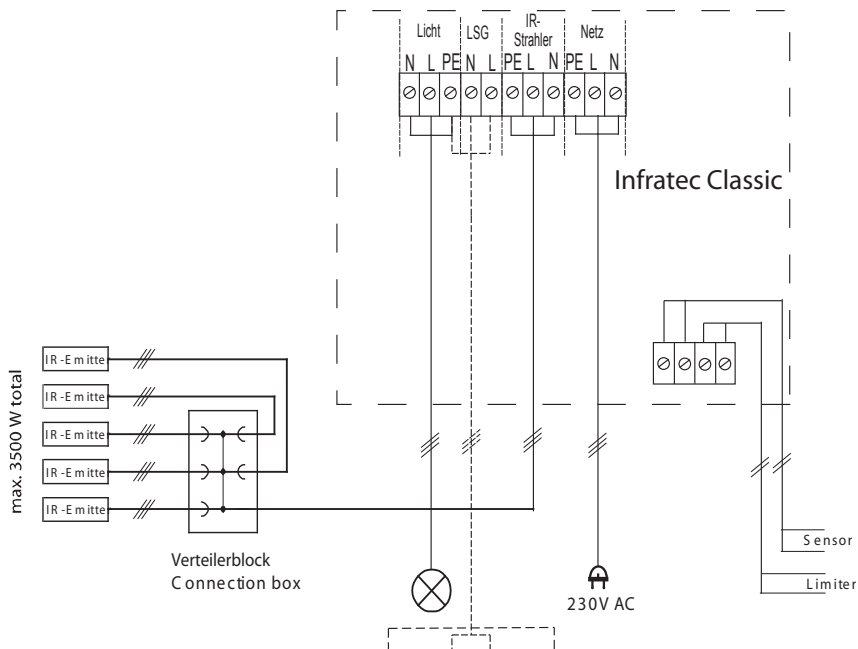 Licht LSG IR-Strahler Netz
N L PE N L PE L N PE L N
Infratec Classic
max. 3500 W total
IR-Emitte
IR-Emitte
IR-Emitte
IR-Emitte
IR-Emitte
Verteilerblock
Connection box
230V AC
Sensor
Limiter